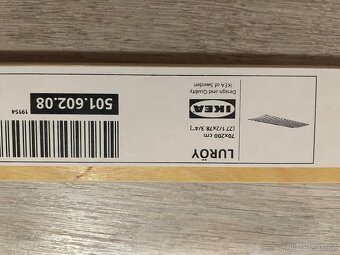 LURÖY
70x200 cm
(27 1/2x78 3/4")
IKEA
Design and Quality
IKEA of Sweden
501.602.08
19154